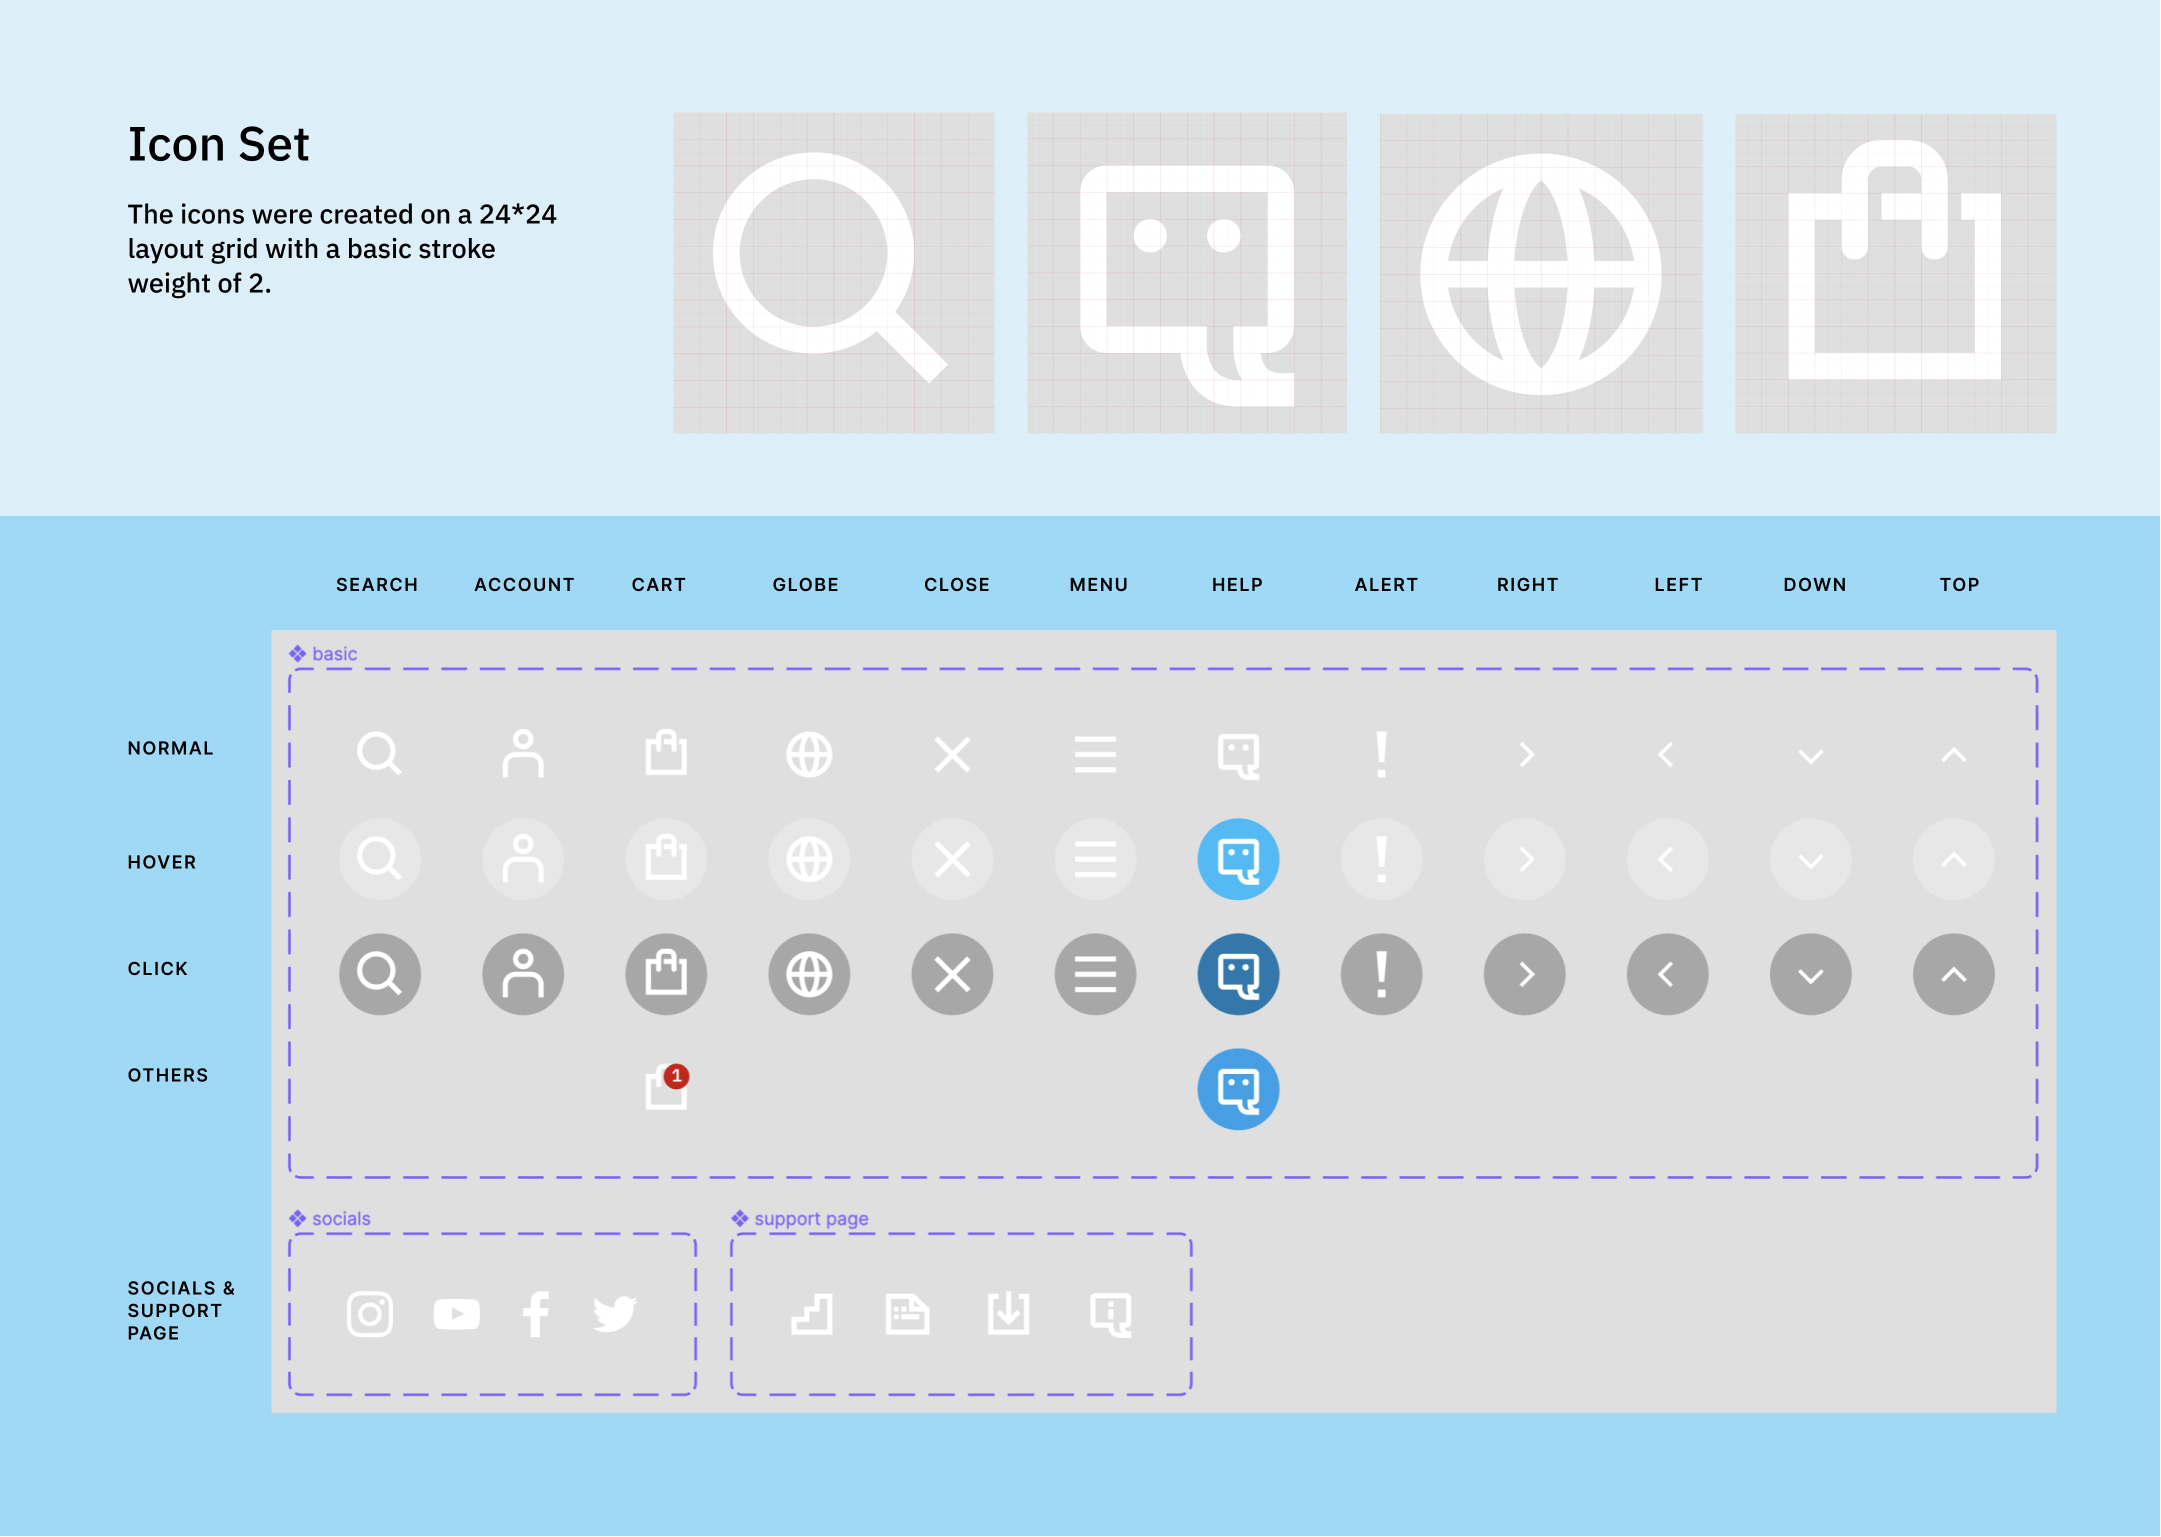 Icon Set
The icons were created on a 24*24
layout grid with a basic stroke
weight of 2.
SEARCH ACCOUNT CART GLOBE CLOSE MENU HELP ALERT RIGHT LEFT DOWN TOP
basic
NORMAL
HOVER
CLICK
OTHERS
1
socials support page
SOCIALS &
SUPPORT
PAGE